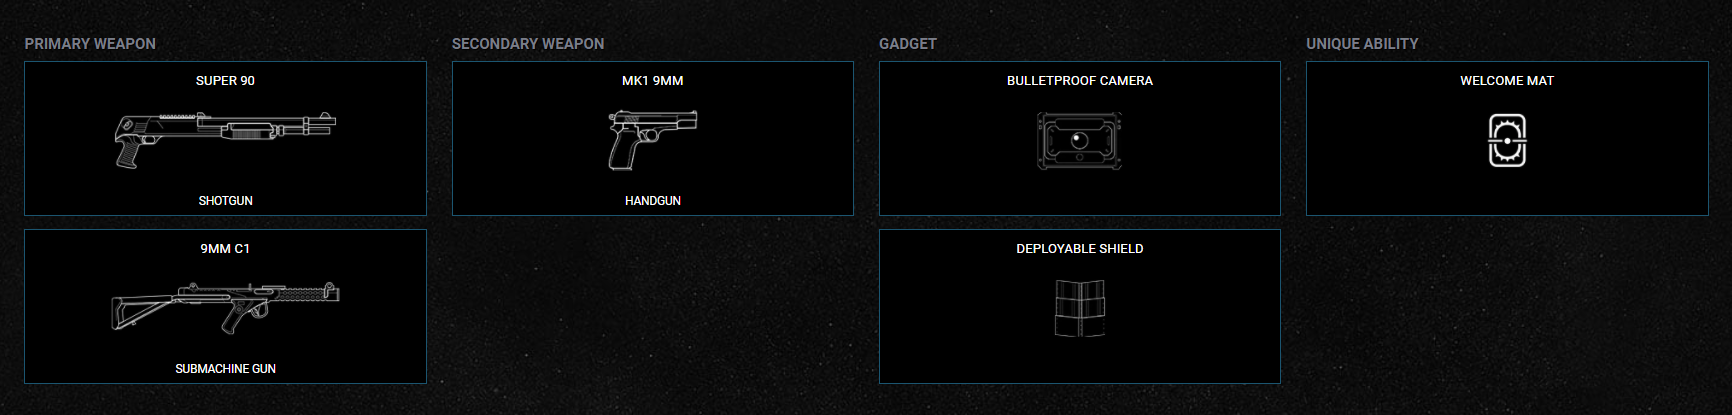 PRIMARY WEAPON
SUPER 90
SHOTGUN
9MM C1
SUBMACHINE GUN
SECONDARY WEAPON
MK1 9MM
HANDGUN
GADGET
BULLETPROOF CAMERA
DEPLOYABLE SHIELD
UNIQUE ABILITY
WELCOME MAT